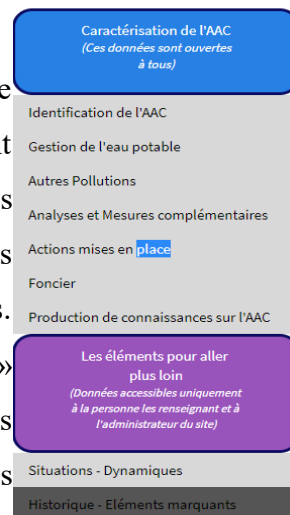 Caractérisation de l'AAC
(Ces données sont ouvertes
à tous)
e
Identification de l'AAC
t
Gestion de l'eau potable
Autres Pollutions
s
Analyses et Mesures complémentaires
s
Actions mises en place
Foncier
s.
Production de connaissances sur l'AAC
Les éléments pour aller
plus loin
»
(Données accessibles uniquement
à la personne les renseignant et à
l'administrateur du site)
s
s
Situations - Dynamiques
Historique - Eléments marquants